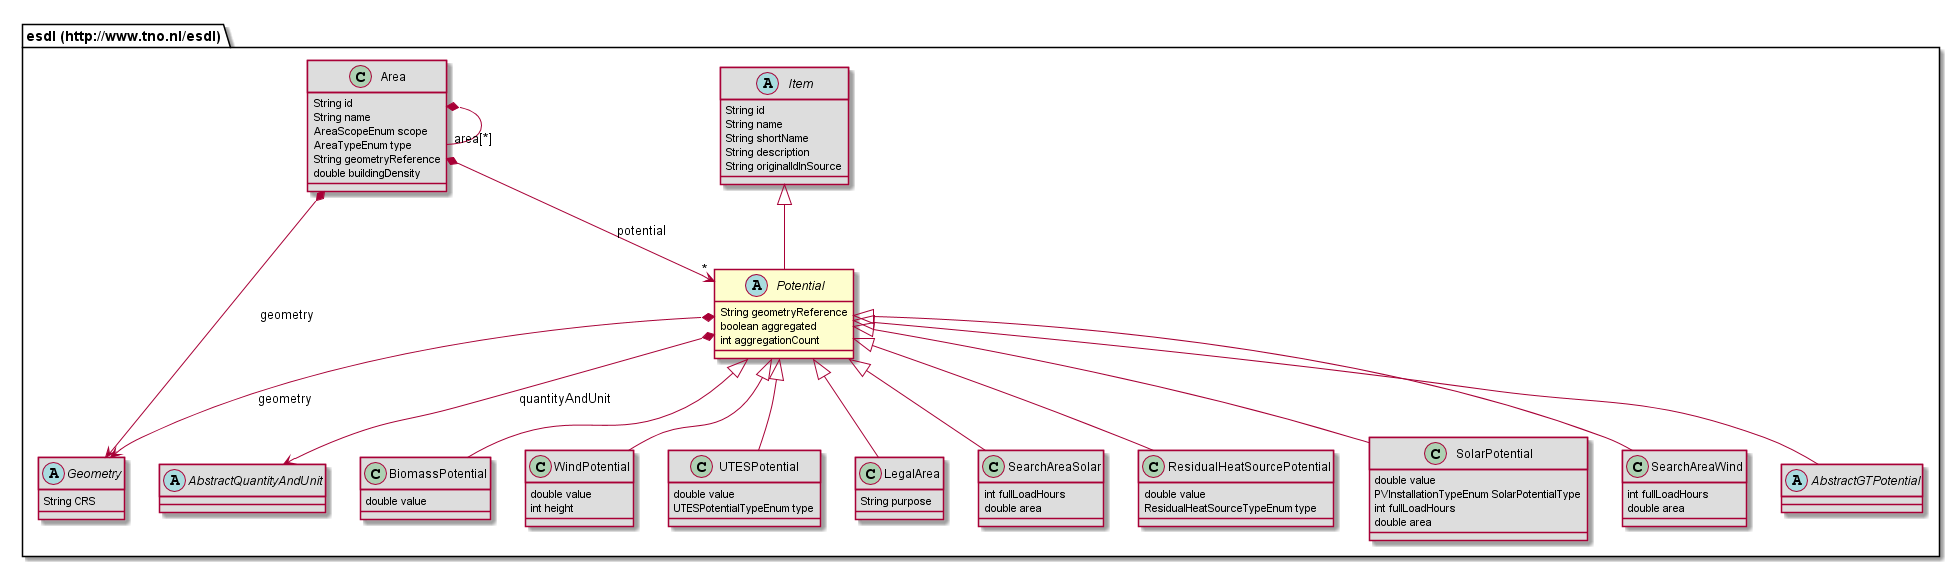 esdl (http://www.tno.nl/esdl)
C Area
String id
String name
AreaScopeEnum scope
AreaTypeEnum type
String geometryReference
double buildingDensity
area[*]
A Item
String id
String name
String shortName
String description
String originalIdInSource
potential
*
A Potential
String geometryReference
boolean aggregated
int aggregationCount
geometry
geometry
quantityAndUnit
A Geometry
String CRS
A AbstractQuantityAndUnit
C BiomassPotential
double value
C WindPotential
double value
int height
C UTESPotential
double value
UTESPotentialTypeEnum type
C LegalArea
String purpose
C SearchAreaSolar
int fullLoadHours
double area
C ResidualHeatSourcePotential
double value
ResidualHeatSourceTypeEnum type
C SolarPotential
double value
PVInstallationTypeEnum SolarPotentialType
int fullLoadHours
double area
C SearchAreaWind
int fullLoadHours
double area
A AbstractGTPotential